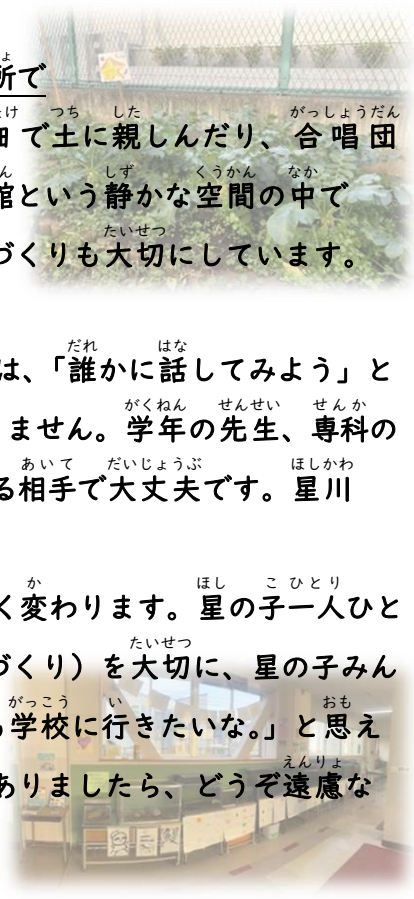 所で
で土に親しんだり、合唱団
館という静かな空間の中で
づくりも大切にしています。
は、「誰かに話してみよう」と
ません。学年の先生、専科の
る相手で大丈夫です。星川
く変わります。星の子一人ひと
づくり）を大切に、星の子みん
学校に行きたいな。」と思え
ありましたら、どうぞ遠慮な